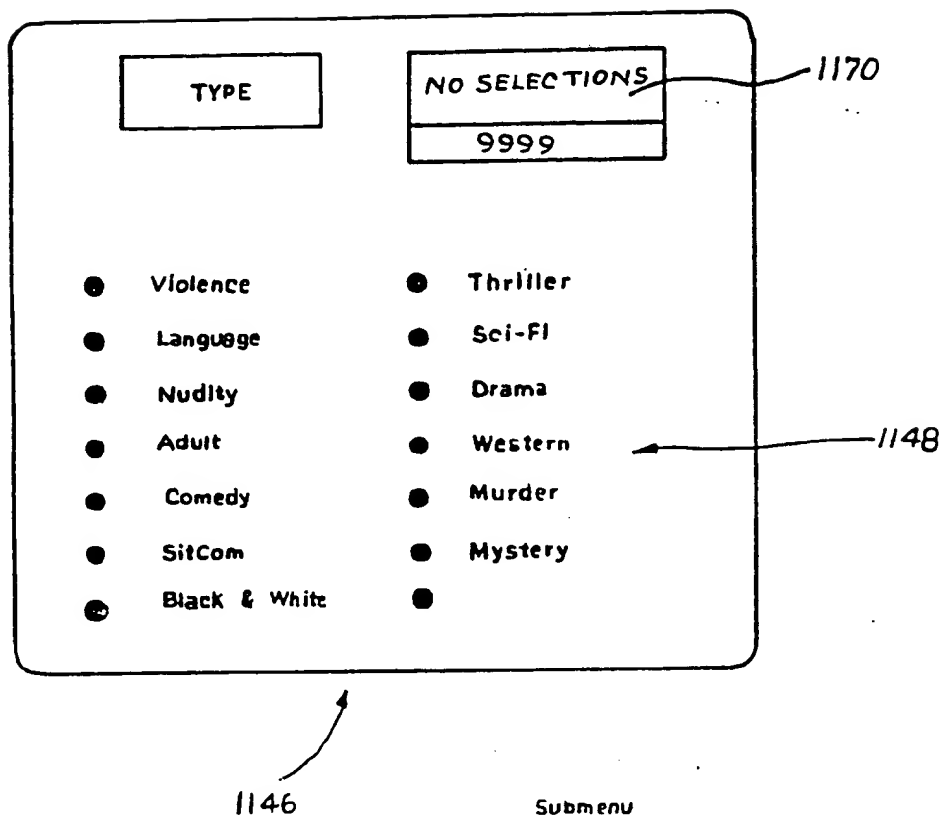 TYPE
NO SELECTIONS
1170
9999
Violence
Language
Nudity
Adult
Comedy
SitCom
Black & White
Thriller
Sci-Fi
Drama
Western
Murder
Mystery
1148
1146
Submenu